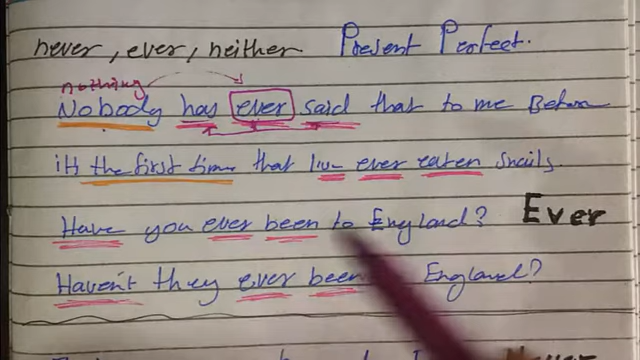 never, ever, neither Present Perfect.
nothing
Nobody has ever said that to me Before
it's the first time that I've ever eaten snails.
Have you ever been to England? Ever
Haven't they ever been England?